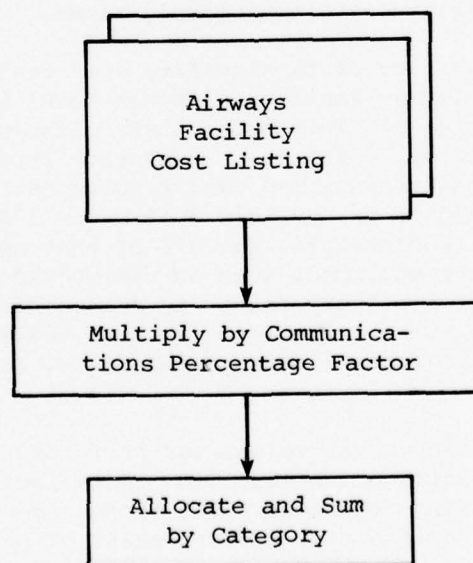 Airways
Facility
Cost Listing
Multiply by Communica-
tions Percentage Factor
Allocate and Sum
by Category